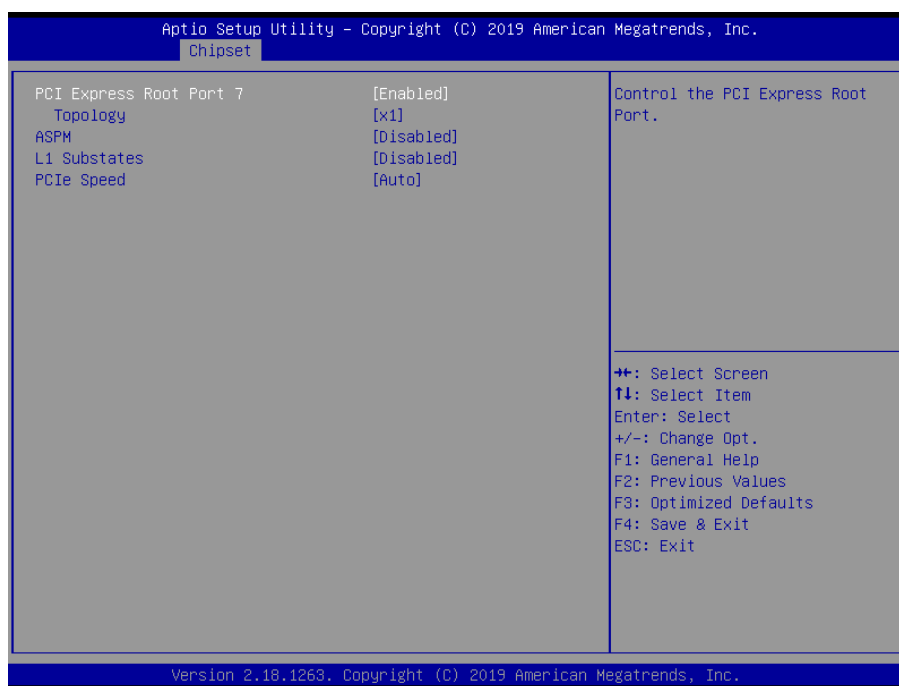 Aptio Setup Utility – Copyright (C) 2019 American Megatrends, Inc.
Chipset
PCI Express Root Port 7 [Enabled]
Topology [x1]
ASPM [Disabled]
L1 Substates [Disabled]
PCIe Speed [Auto]
Control the PCI Express Root
Port.
→←: Select Screen
↑↓: Select Item
Enter: Select
+/-: Change Opt.
F1: General Help
F2: Previous Values
F3: Optimized Defaults
F4: Save & Exit
ESC: Exit
Version 2.18.1263. Copyright (C) 2019 American Megatrends, Inc.